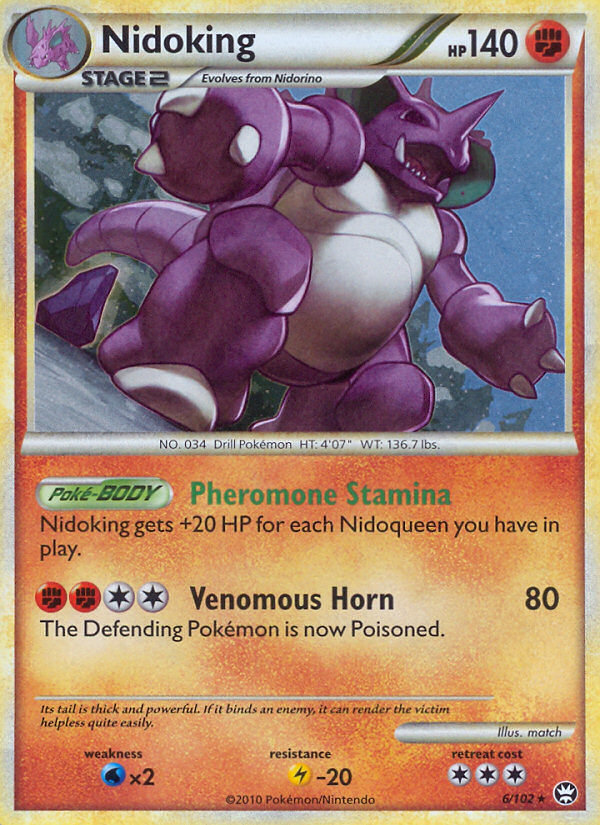 Nidoking HP 140
STAGE 2 Evolves from Nidorino
NO. 034 Drill Pokémon HT: 4'07" WT: 136.7 lbs.
Poké-BODY Pheromone Stamina
Nidoking gets +20 HP for each Nidoqueen you have in
play.
Venomous Horn 80
The Defending Pokémon is now Poisoned.
Its tail is thick and powerful. If it binds an enemy, it can render the victim
helpless quite easily.
Illus. match
weakness resistance retreat cost
×2 -20
©2010 Pokémon/Nintendo 6/102 ★